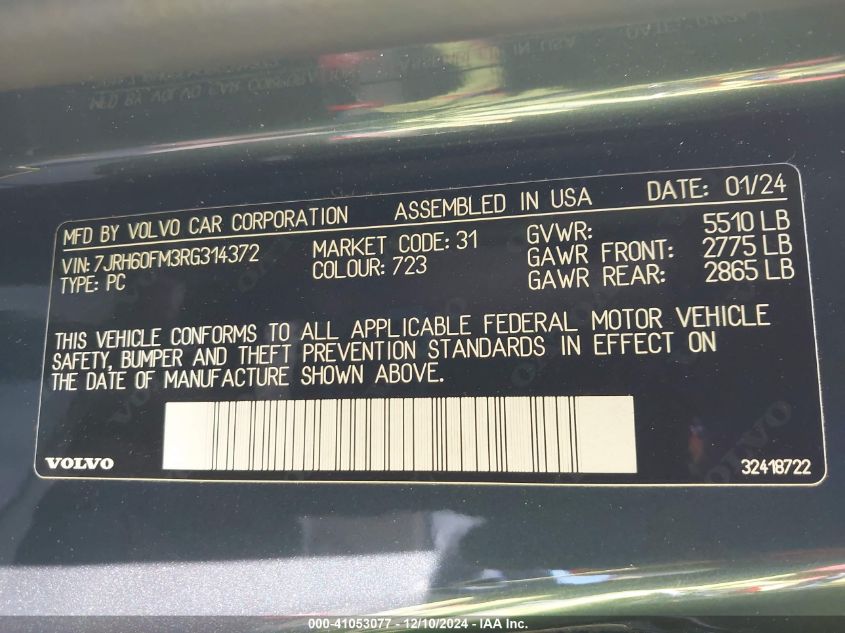 MFD BY VOLVO CAR CORPORATION ASSEMBLED IN USA DATE: 01/24
VIN: 7JRH60FM3RG314372 MARKET CODE: 31 GVWR: 5510 LB
TYPE: PC COLOUR: 723 GAWR FRONT: 2775 LB
GAWR REAR: 2865 LB
THIS VEHICLE CONFORMS TO ALL APPLICABLE FEDERAL MOTOR VEHICLE
SAFETY, BUMPER AND THEFT PREVENTION STANDARDS IN EFFECT ON
THE DATE OF MANUFACTURE SHOWN ABOVE.
VOLVO 32418722
000-41053077 - 12/10/2024 - IAA Inc.